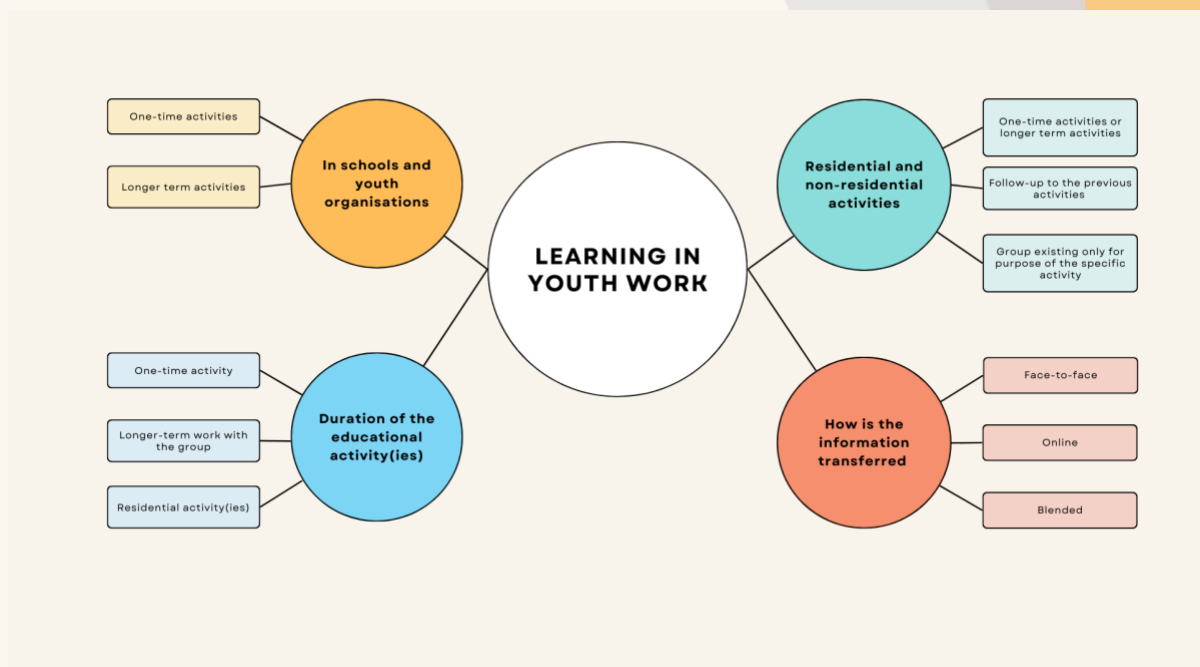 One-time activities
Longer term activities
In schools and
youth
organisations
LEARNING IN
YOUTH WORK
Residential and
non-residential
activities
One-time activities or
longer term activities
Follow-up to the previous
activities
Group existing only for
purpose of the specific
activity
One-time activity
Longer-term work with
the group
Residential activity(ies)
Duration of the
educational
activity(ies)
How is the
information
transferred
Face-to-face
Online
Blended